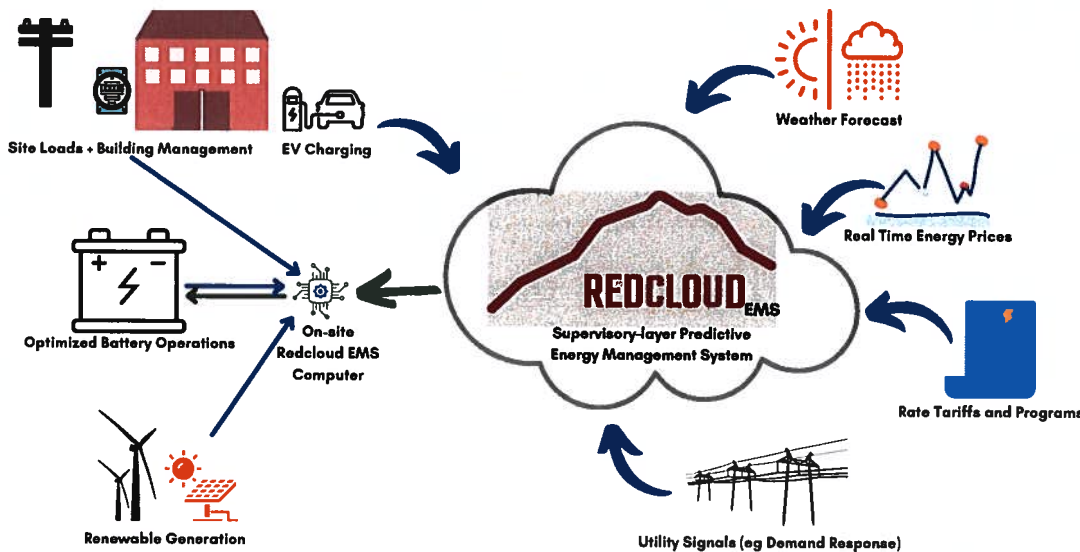 Site Loads + Building Management
EV Charging
Weather Forecast
Real Time Energy Prices
REDCLOUD EMS
Supervisory-layer Predictive
Energy Management System
+ -
Optimized Battery Operations
On-site
Redcloud EMS
Computer
Rate Tariffs and Programs
Renewable Generation
Utility Signals (eg Demand Response)